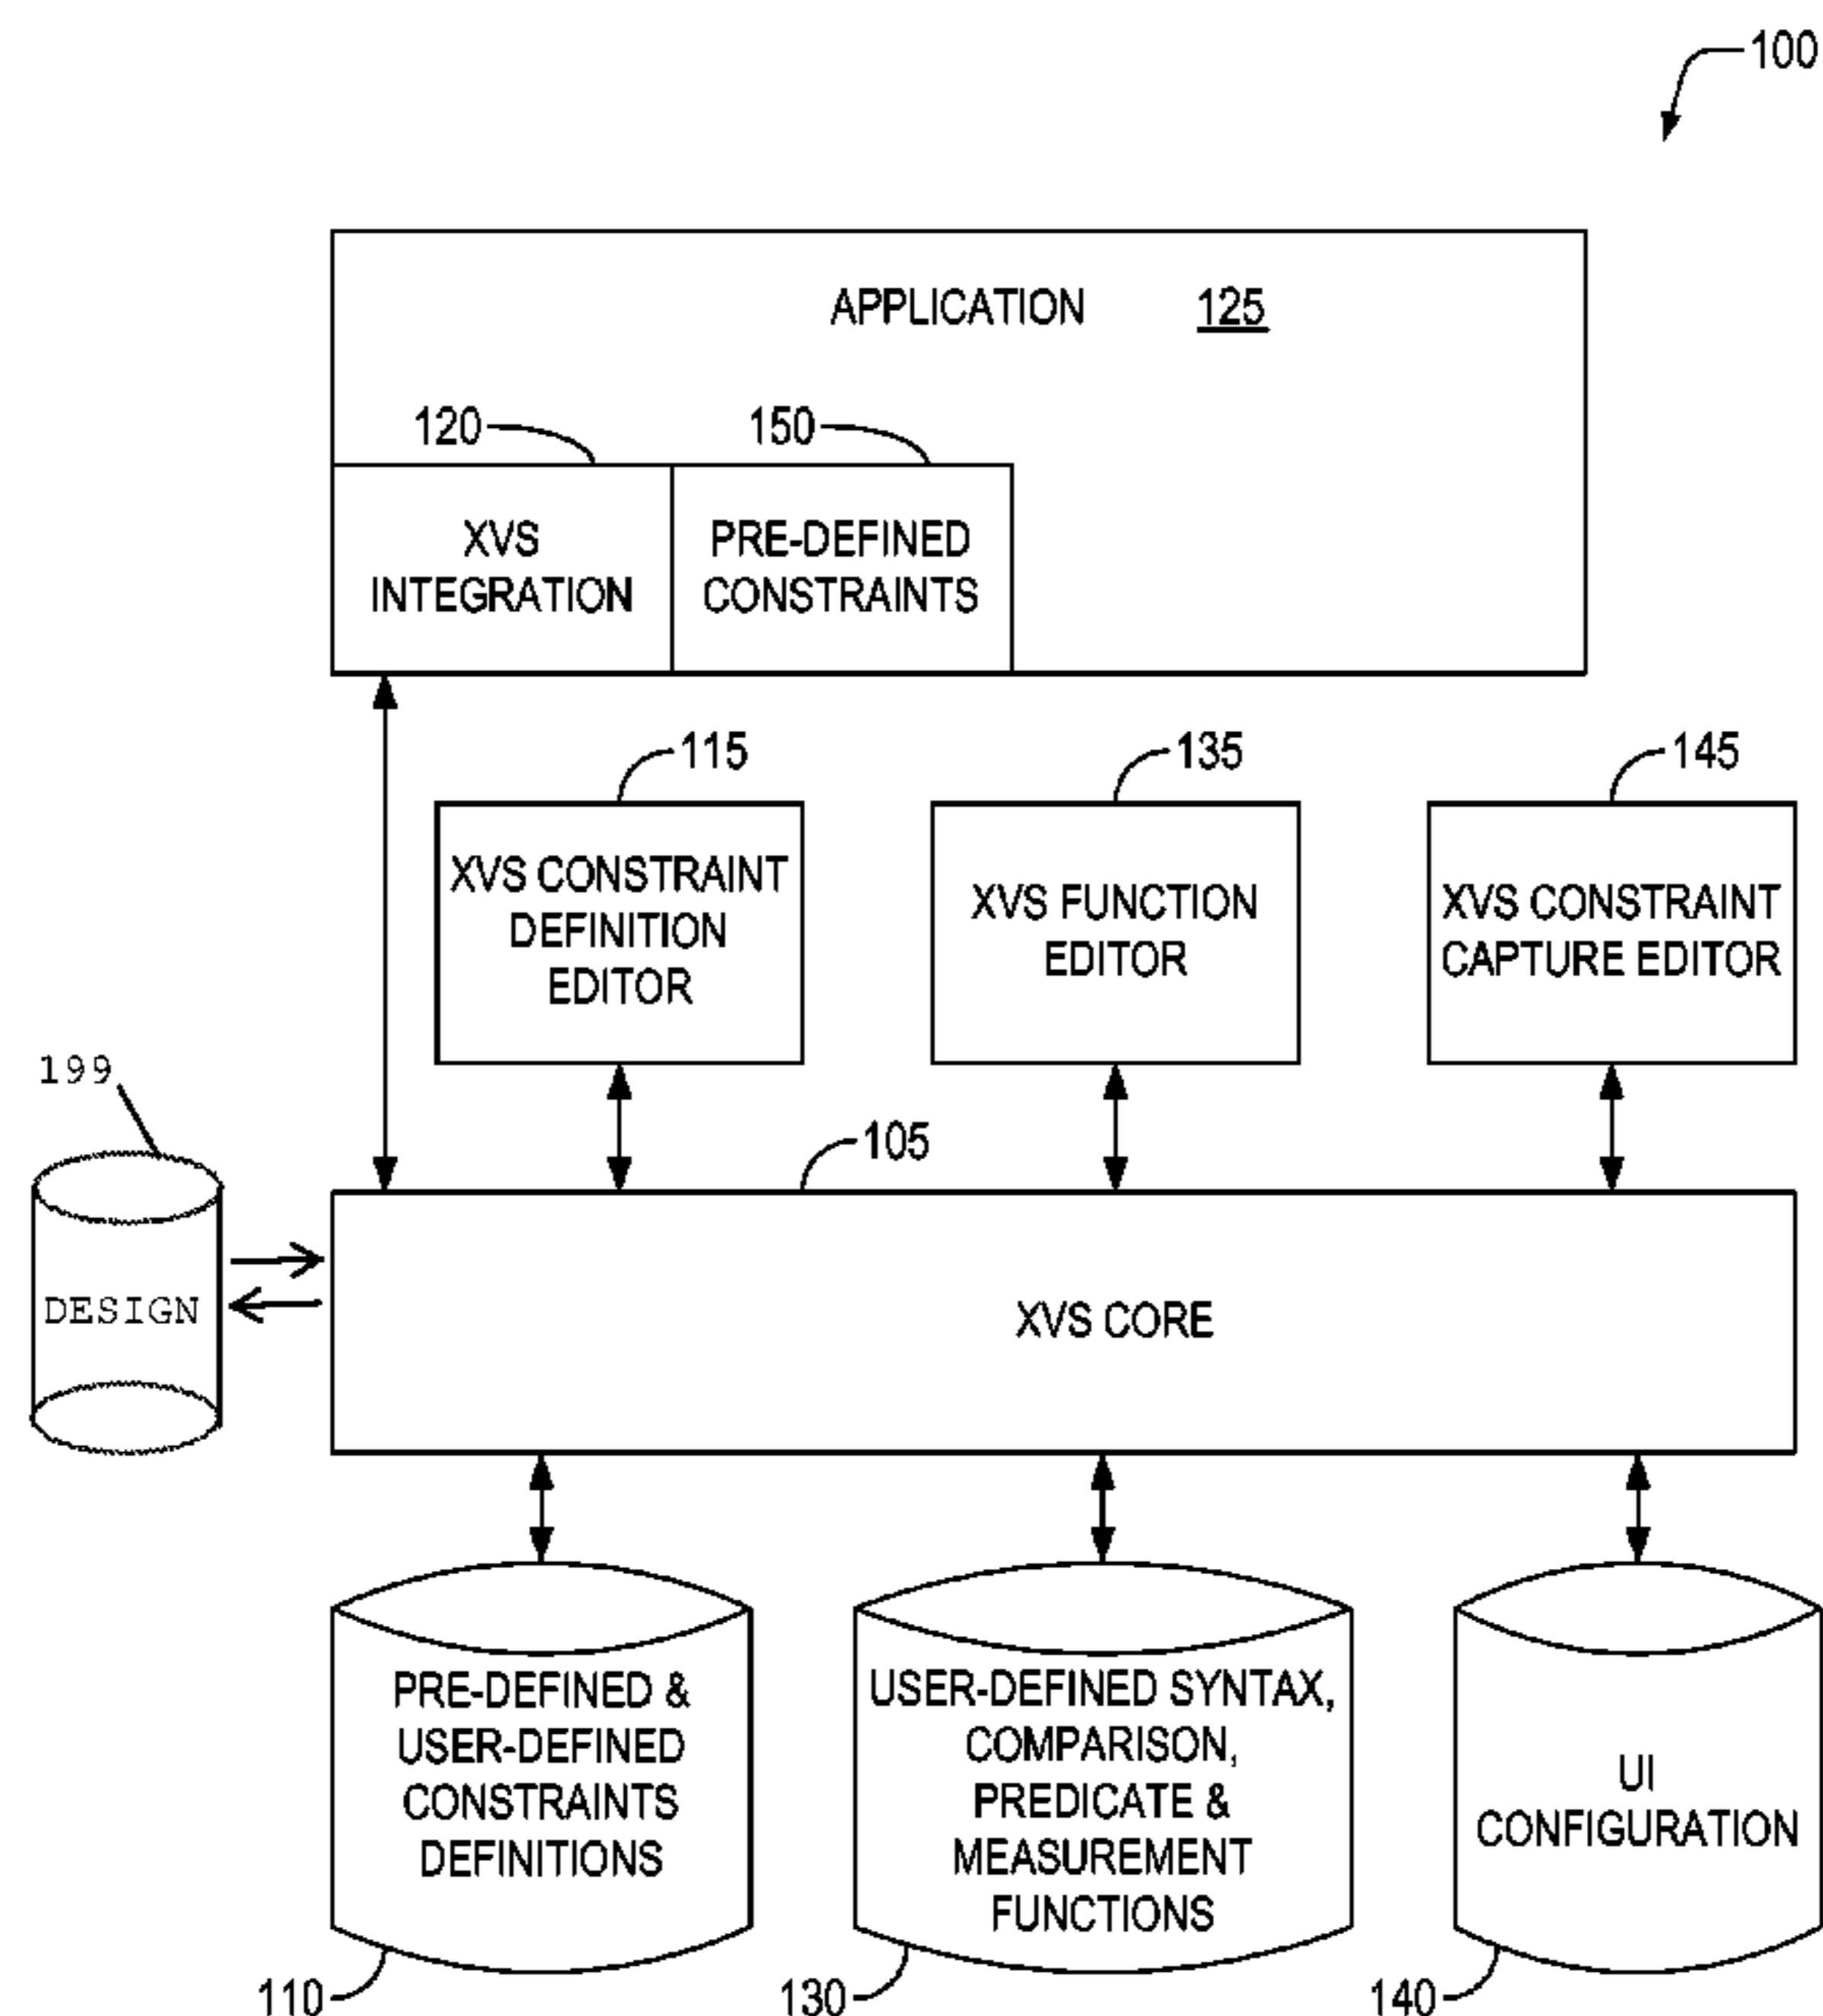 100
APPLICATION 125
120
150
XVS
INTEGRATION
PRE-DEFINED
CONSTRAINTS
115
135
145
XVS CONSTRAINT
DEFINITION
EDITOR
XVS FUNCTION
EDITOR
XVS CONSTRAINT
CAPTURE EDITOR
199
105
DESIGN
XVS CORE
PRE-DEFINED &
USER-DEFINED
CONSTRAINTS
DEFINITIONS
USER-DEFINED SYNTAX,
COMPARISON,
PREDICATE &
MEASUREMENT
FUNCTIONS
UI
CONFIGURATION
110
130
140